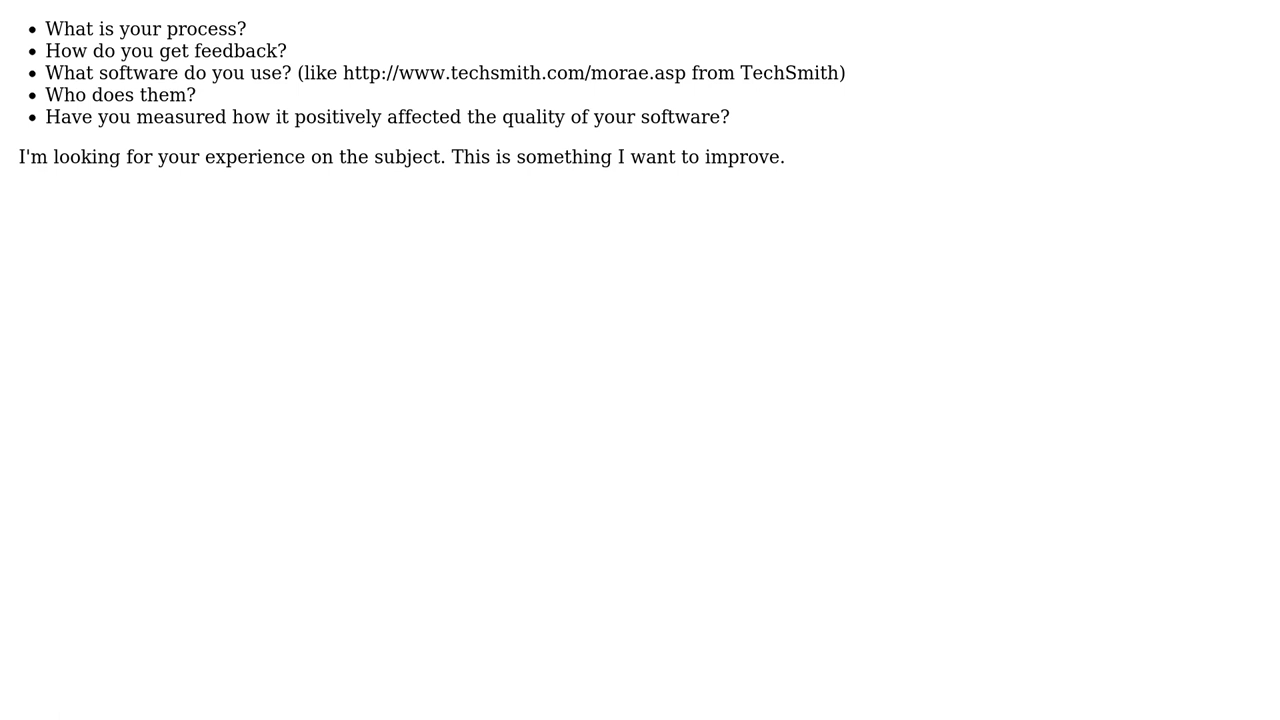 • What is your process?
• How do you get feedback?
• What software do you use? (like http://www.techsmith.com/morae.asp from TechSmith)
• Who does them?
• Have you measured how it positively affected the quality of your software?
I'm looking for your experience on the subject. This is something I want to improve.